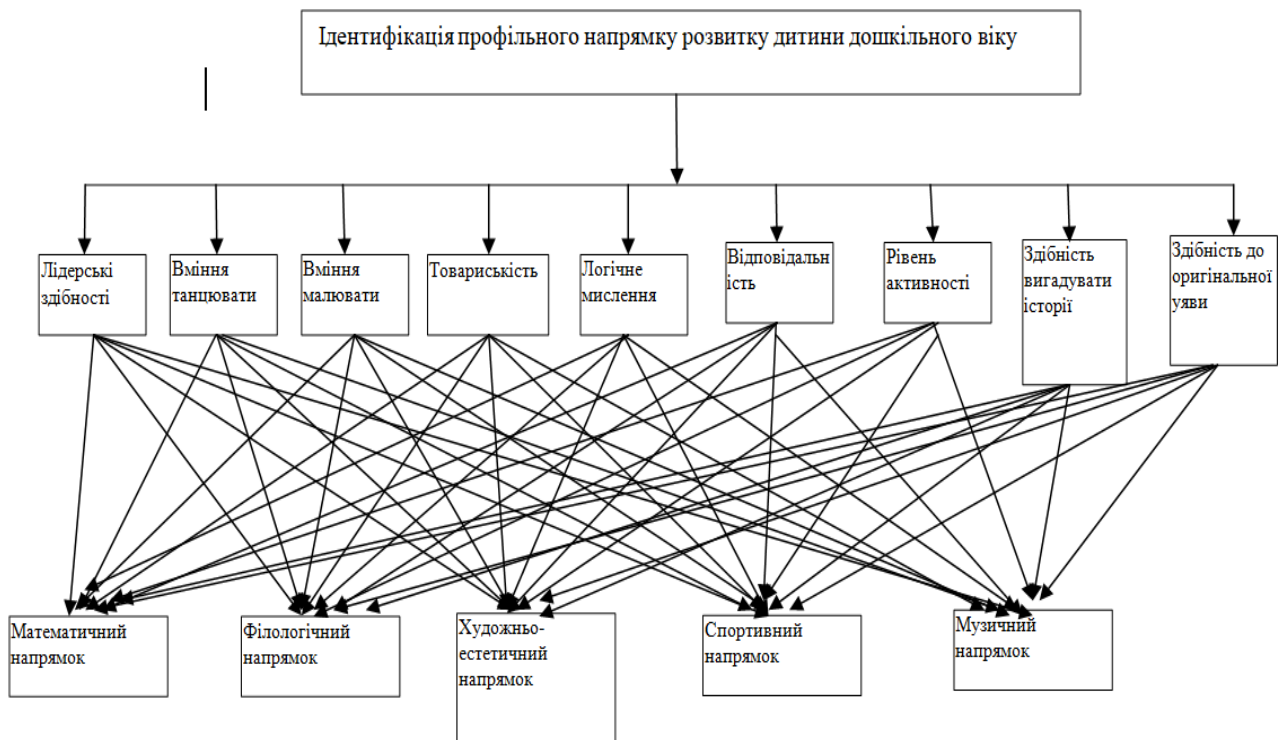 Ідентифікація профільного напрямку розвитку дитини дошкільного віку
Лідерські
здібності
Вміння
танцювати
Вміння
малювати
Товариськість
Логічне
мислення
Відповідальн
ість
Рівень
активності
Здібність
вигадувати
історії
Здібність до
оригінальної
уяви
Математичний
напрямок
Філологічний
напрямок
Художньо-
естетичний
напрямок
Спортивний
напрямок
Музичний
напрямок